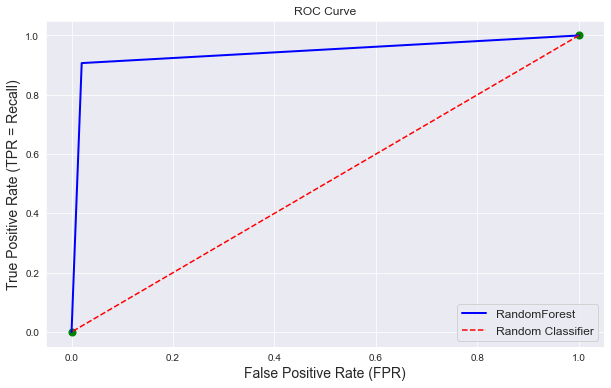 ROC Curve
True Positive Rate (TPR = Recall)
1.0
0.8
0.6
0.4
0.2
0.0
RandomForest
Random Classifier
0.0 0.2 0.4 0.6 0.8 1.0
False Positive Rate (FPR)